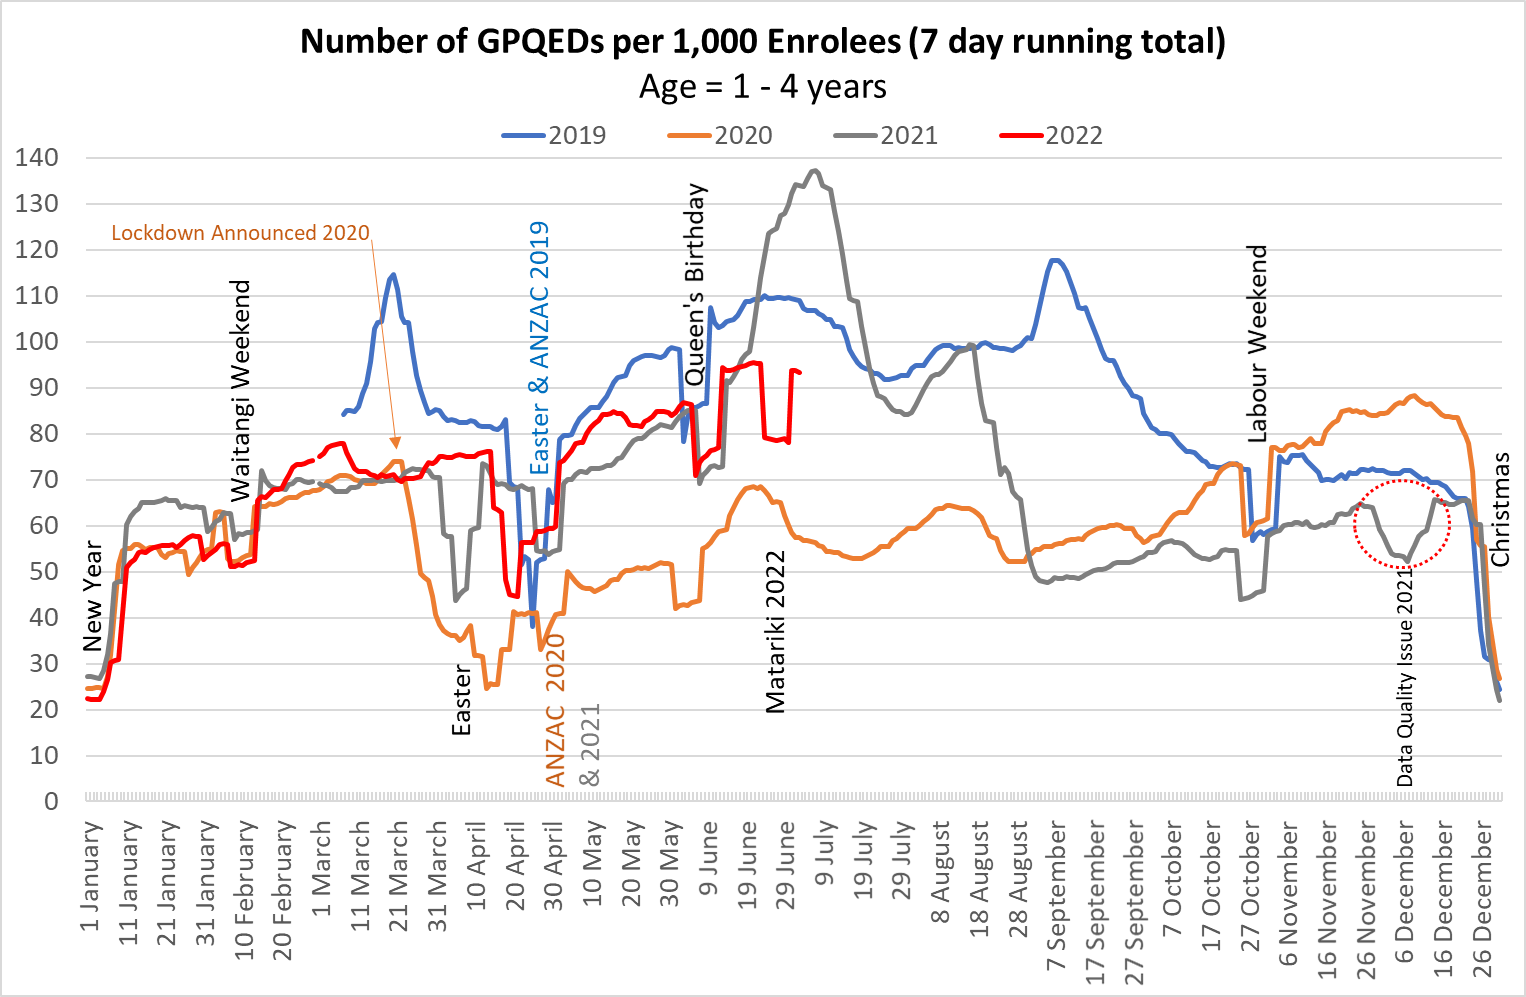 Number of GPQEDs per 1,000 Enrolees (7 day running total)
Age = 1 - 4 years
2019 2020 2021 2022
140
130
120
110
100
90
80
70
60
50
40
30
20
10
0
Lockdown Announced 2020
New Year
Waitangi Weekend
Easter
Easter & ANZAC 2019
ANZAC 2020
& 2021
Queen's Birthday
Matariki 2022
Labour Weekend
Data Quality Issue 2021
Christmas
1 January
11 January
21 January
31 January
10 February
20 February
1 March
11 March
21 March
31 March
10 April
20 April
30 April
10 May
20 May
30 May
9 June
19 June
29 June
9 July
19 July
29 July
8 August
18 August
28 August
7 September
17 September
27 September
7 October
17 October
27 October
6 November
16 November
26 November
6 December
16 December
26 December